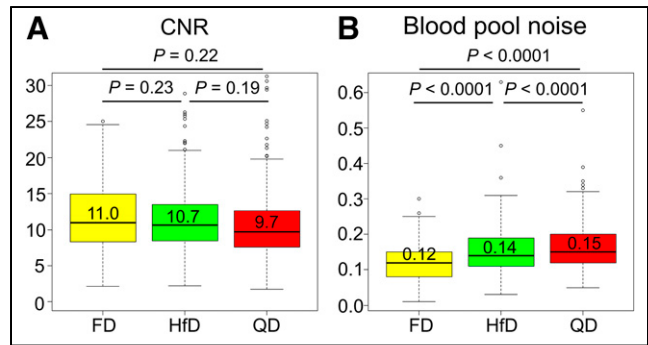 A CNR
P = 0.22
P = 0.23 P = 0.19
30
25
20
15
10
5
0
11.0
10.7
9.7
FD HfD QD
B Blood pool noise
P < 0.0001
P < 0.0001 P < 0.0001
0.6
0.5
0.4
0.3
0.2
0.1
0.0
0.12
0.14
0.15
FD HfD QD